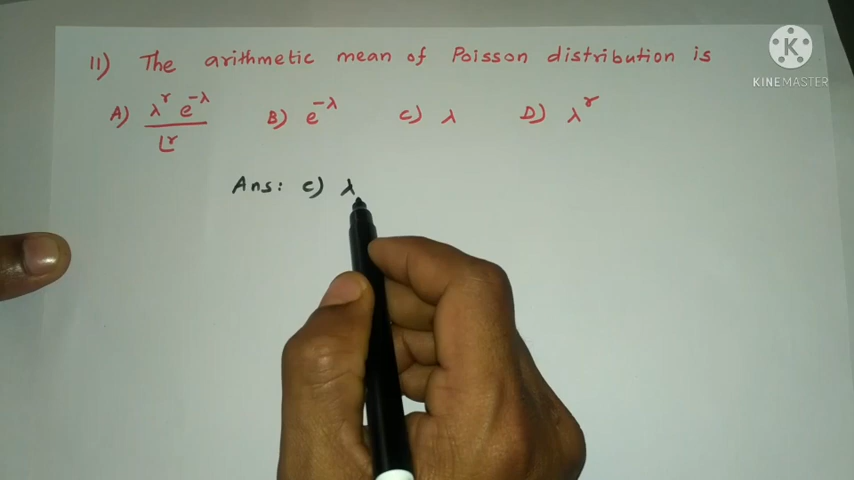 11) The arithmetic mean of Poisson distribution is
A) λ^r e^-λ / ⌊r B) e^-λ C) λ D) λ^r
Ans: c) λ
K
KINEMASTER